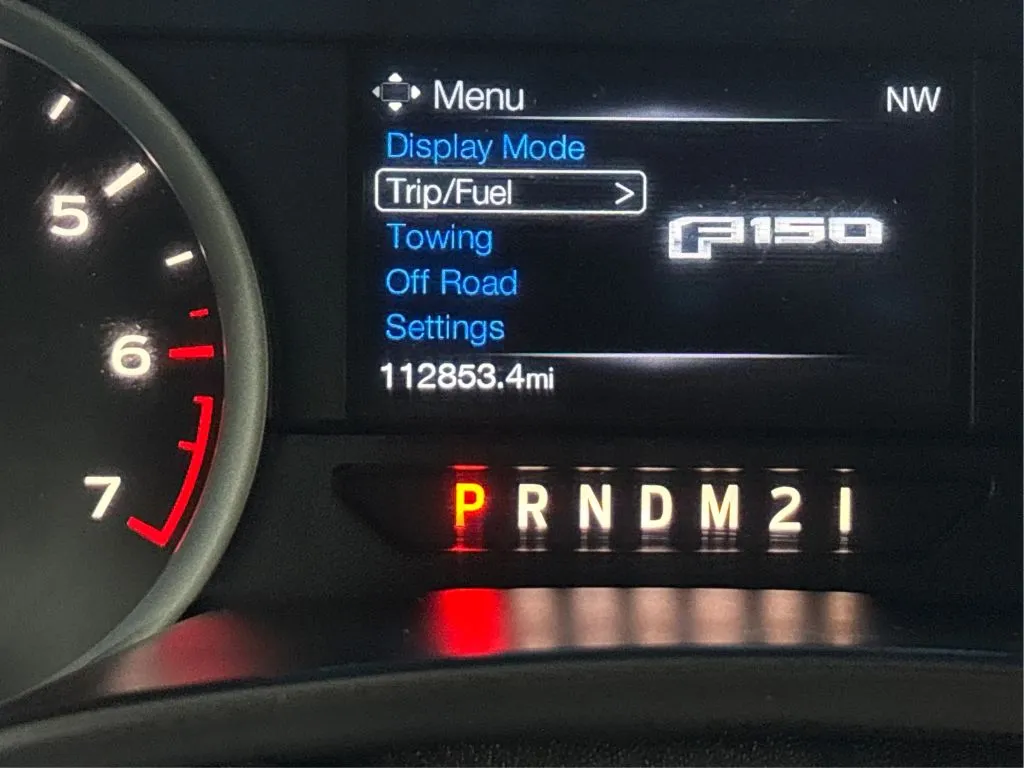 Menu NW
Display Mode
Trip/Fuel >
Towing
Off Road
Settings
F150
112853.4mi
5
6
7
P R N D M 2 1